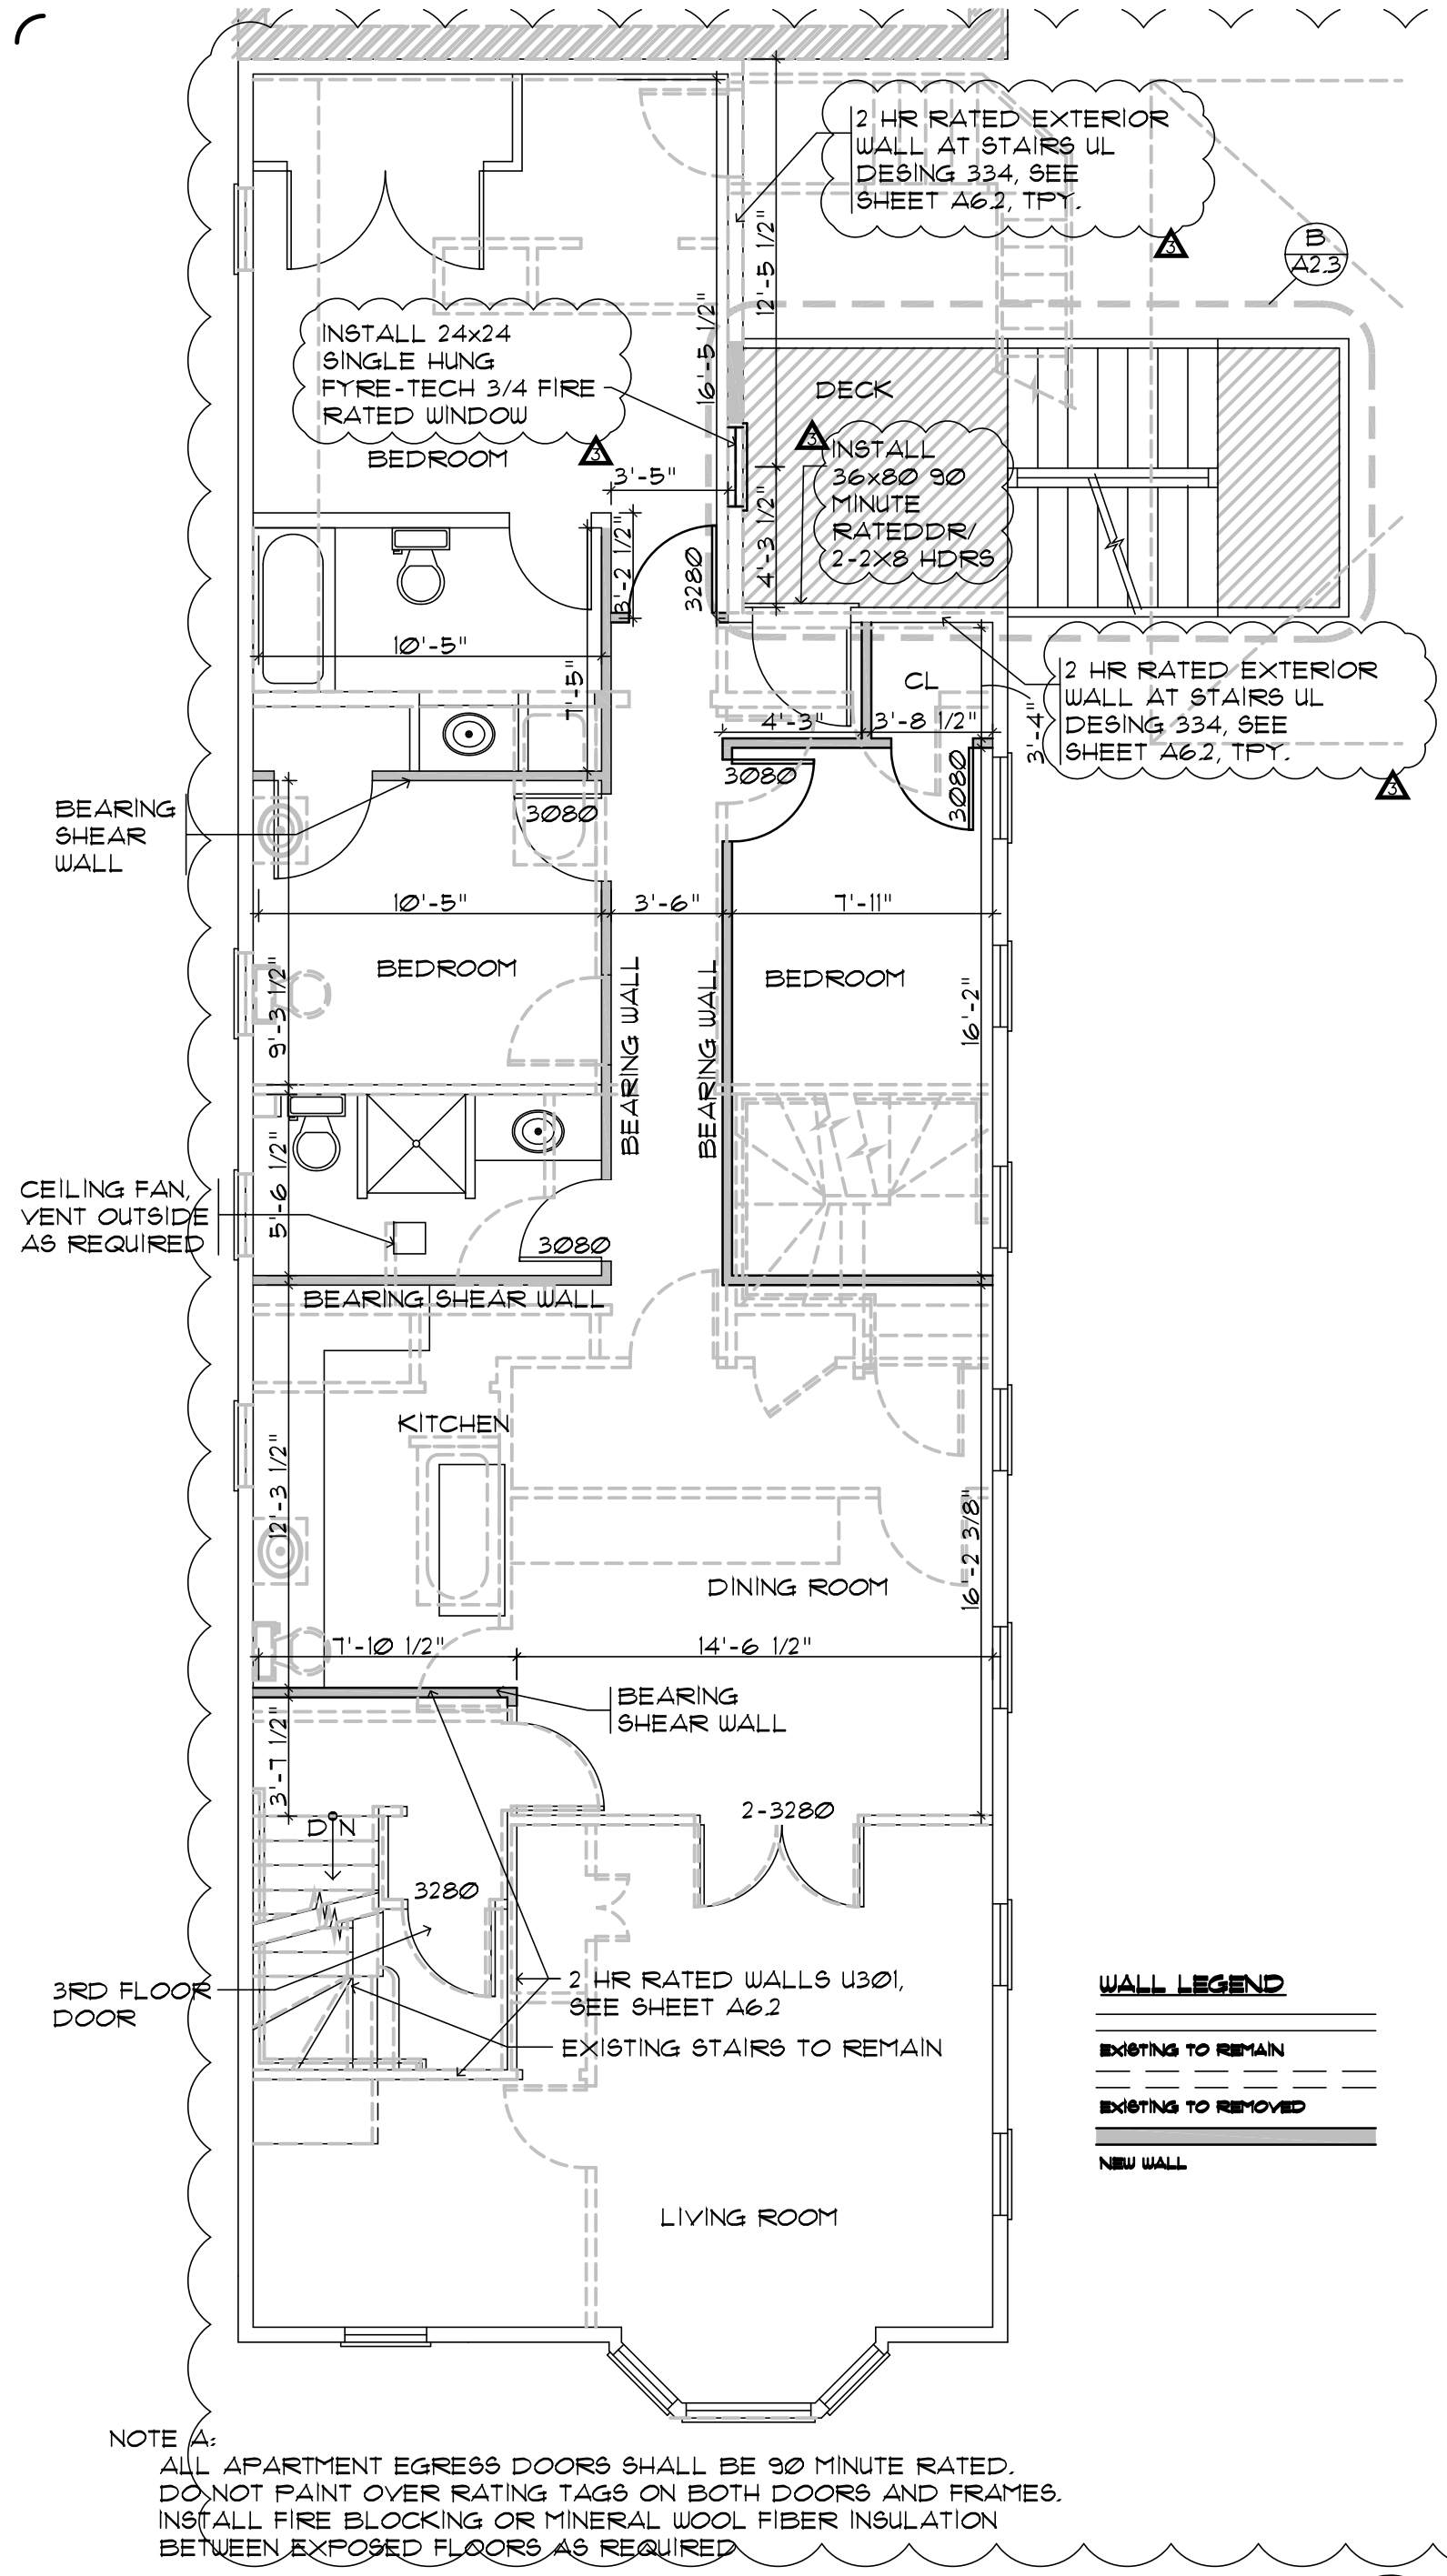 2 HR RATED EXTERIOR
WALL AT STAIRS UL
DESING 334, SEE
SHEET A6.2, TPY.
3
B
A2.3
12'-5 1/2"
16'-5 1/2"
INSTALL 24x24
SINGLE HUNG
FYRE-TECH 3/4 FIRE
RATED WINDOW
3
BEDROOM
DECK
3
INSTALL
36x80 90
MINUTE
RATEDDR/
2-2X8 HDRS
3'-5"
3'-2 1/2"
3280
4'-3 1/2"
10'-5"
7'-5"
CL
4'-3"
3'-8 1/2"
3'-4"
2 HR RATED EXTERIOR
WALL AT STAIRS UL
DESING 334, SEE
SHEET A6.2, TPY.
3
3080
3080
3080
BEARING
SHEAR
WALL
10'-5"
3'-6"
7'-11"
BEDROOM
BEDROOM
9'-3 1/2"
BEARING WALL
BEARING WALL
16'-2"
CEILING FAN,
VENT OUTSIDE
AS REQUIRED
5'-6 1/2"
3080
BEARING SHEAR WALL
KITCHEN
12'-3 1/2"
16'-2 3/8"
DINING ROOM
7'-10 1/2"
14'-6 1/2"
BEARING
SHEAR WALL
3'-7 1/2"
DN
2-3280
3280
3RD FLOOR
DOOR
2 HR RATED WALLS U301,
SEE SHEET A6.2
EXISTING STAIRS TO REMAIN
WALL LEGEND
EXISTING TO REMAIN
EXISTING TO REMOVED
NEW WALL
LIVING ROOM
NOTE A:
ALL APARTMENT EGRESS DOORS SHALL BE 90 MINUTE RATED.
DO NOT PAINT OVER RATING TAGS ON BOTH DOORS AND FRAMES.
INSTALL FIRE BLOCKING OR MINERAL WOOL FIBER INSULATION
BETWEEN EXPOSED FLOORS AS REQUIRED